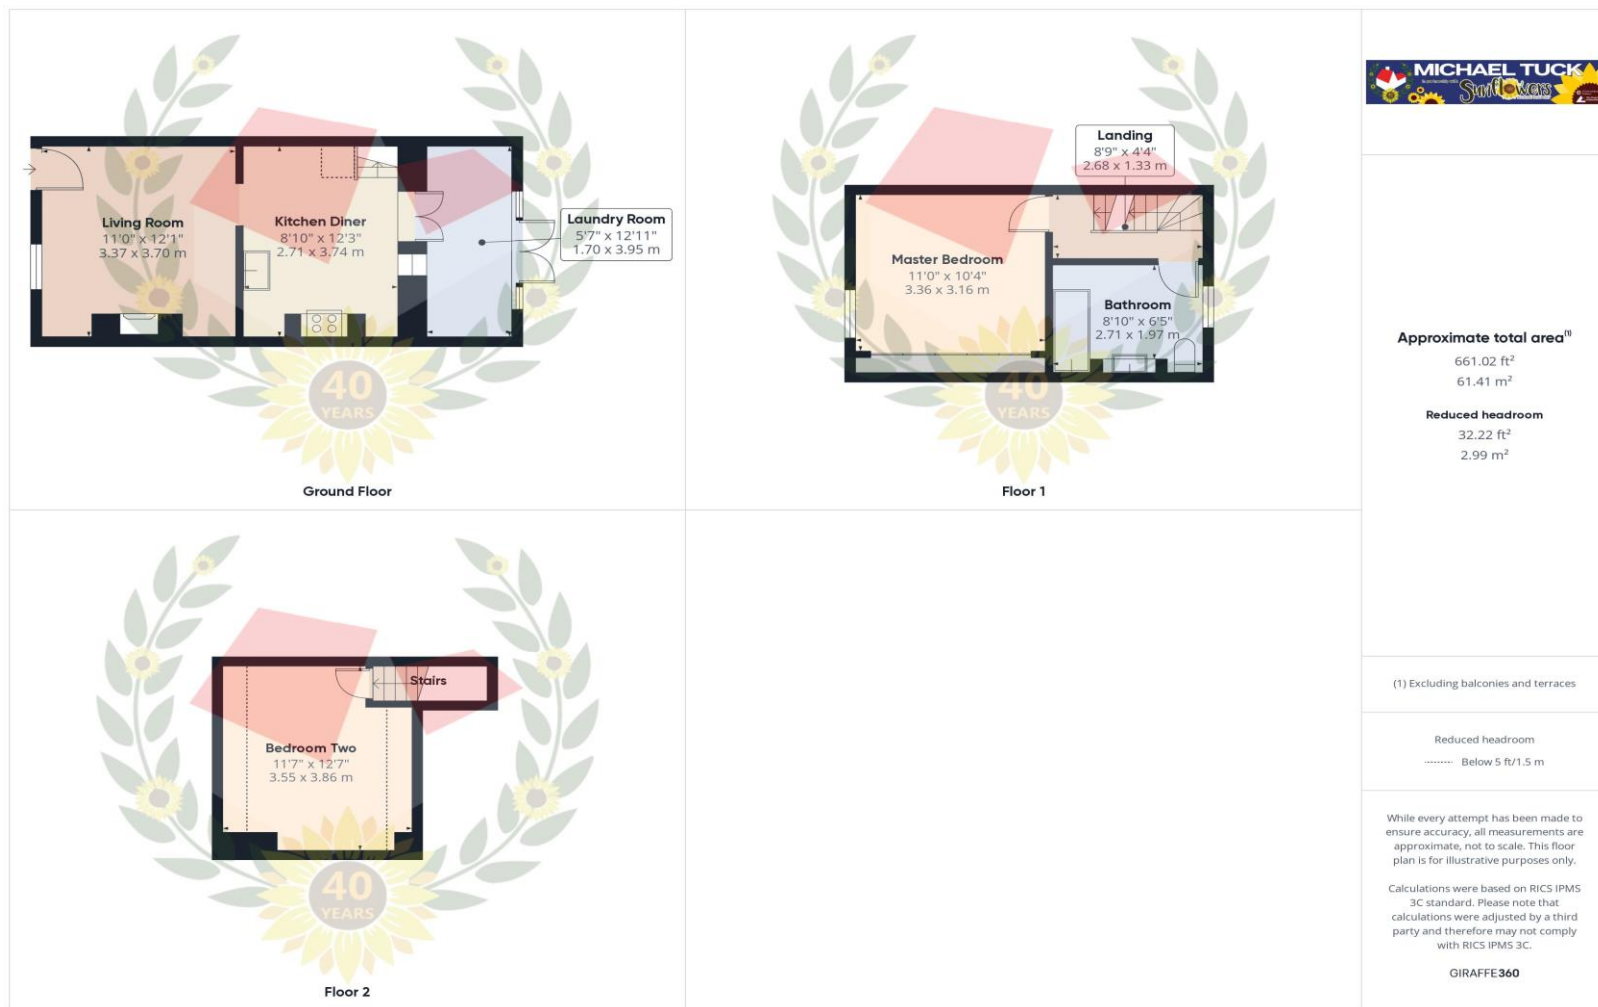 Living Room
11'0" x 12'1"
3.37 x 3.70 m
Kitchen Diner
8'10" x 12'3"
2.71 x 3.74 m
Laundry Room
5'7" x 12'11"
1.70 x 3.95 m
40
YEARS
Ground Floor
Landing
8'9" x 4'4"
2.68 x 1.33 m
Master Bedroom
11'0" x 10'4"
3.36 x 3.16 m
Bathroom
8'10" x 6'5"
2.71 x 1.97 m
40
YEARS
Floor 1
Stairs
Bedroom Two
11'7" x 12'7"
3.55 x 3.86 m
40
YEARS
Floor 2
MICHAEL TUCK
Sunflowers
Approximate total area(1)
661.02 ft²
61.41 m²
Reduced headroom
32.22 ft²
2.99 m²
(1) Excluding balconies and terraces
Reduced headroom
Below 5 ft/1.5 m
While every attempt has been made to
ensure accuracy, all measurements are
approximate, not to scale. This floor
plan is for illustrative purposes only.
Calculations were based on RICS IPMS
3C standard. Please note that
calculations were adjusted by a third
party and therefore may not comply
with RICS IPMS 3C.
GIRAFFE360